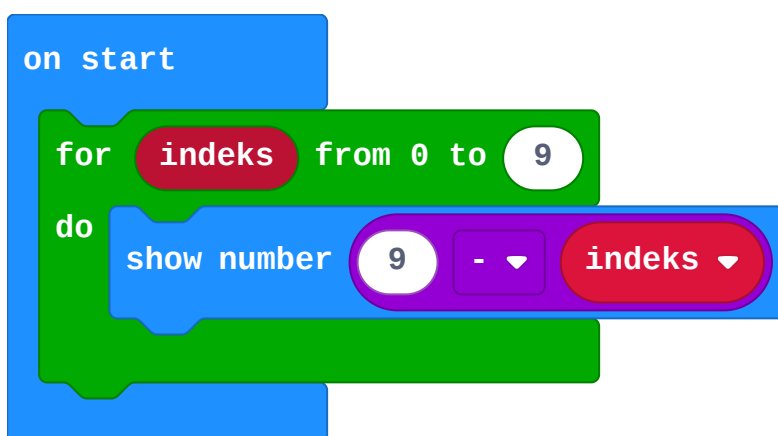 on start
for indeks from 0 to 9
do
show number 9 - indeks